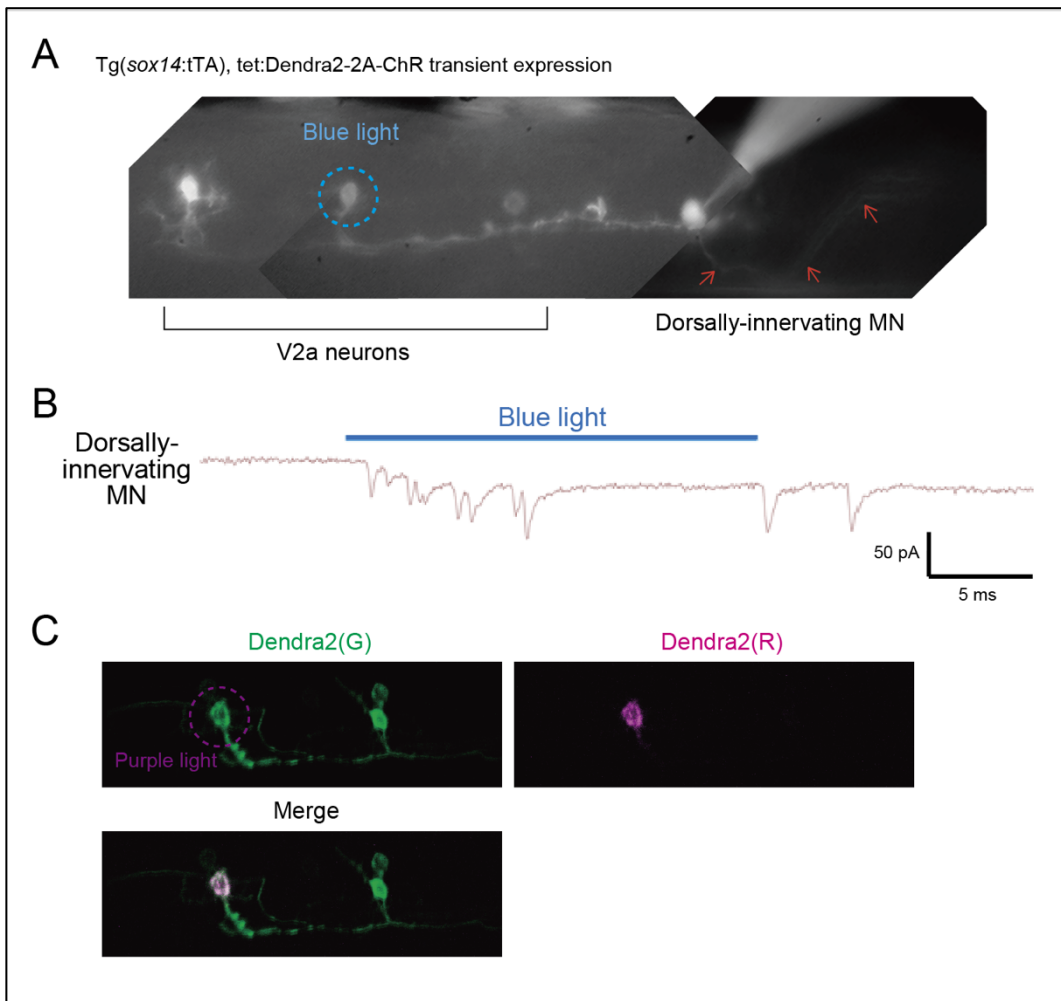 A
Tg(sox14:tTA), tet:Dendra2-2A-ChR transient expression
Blue light
V2a neurons
Dorsally-innervating MN
B
Blue light
Dorsally-
innervating
MN
50 pA
5 ms
C
Dendra2(G)
Dendra2(R)
Purple light
Merge